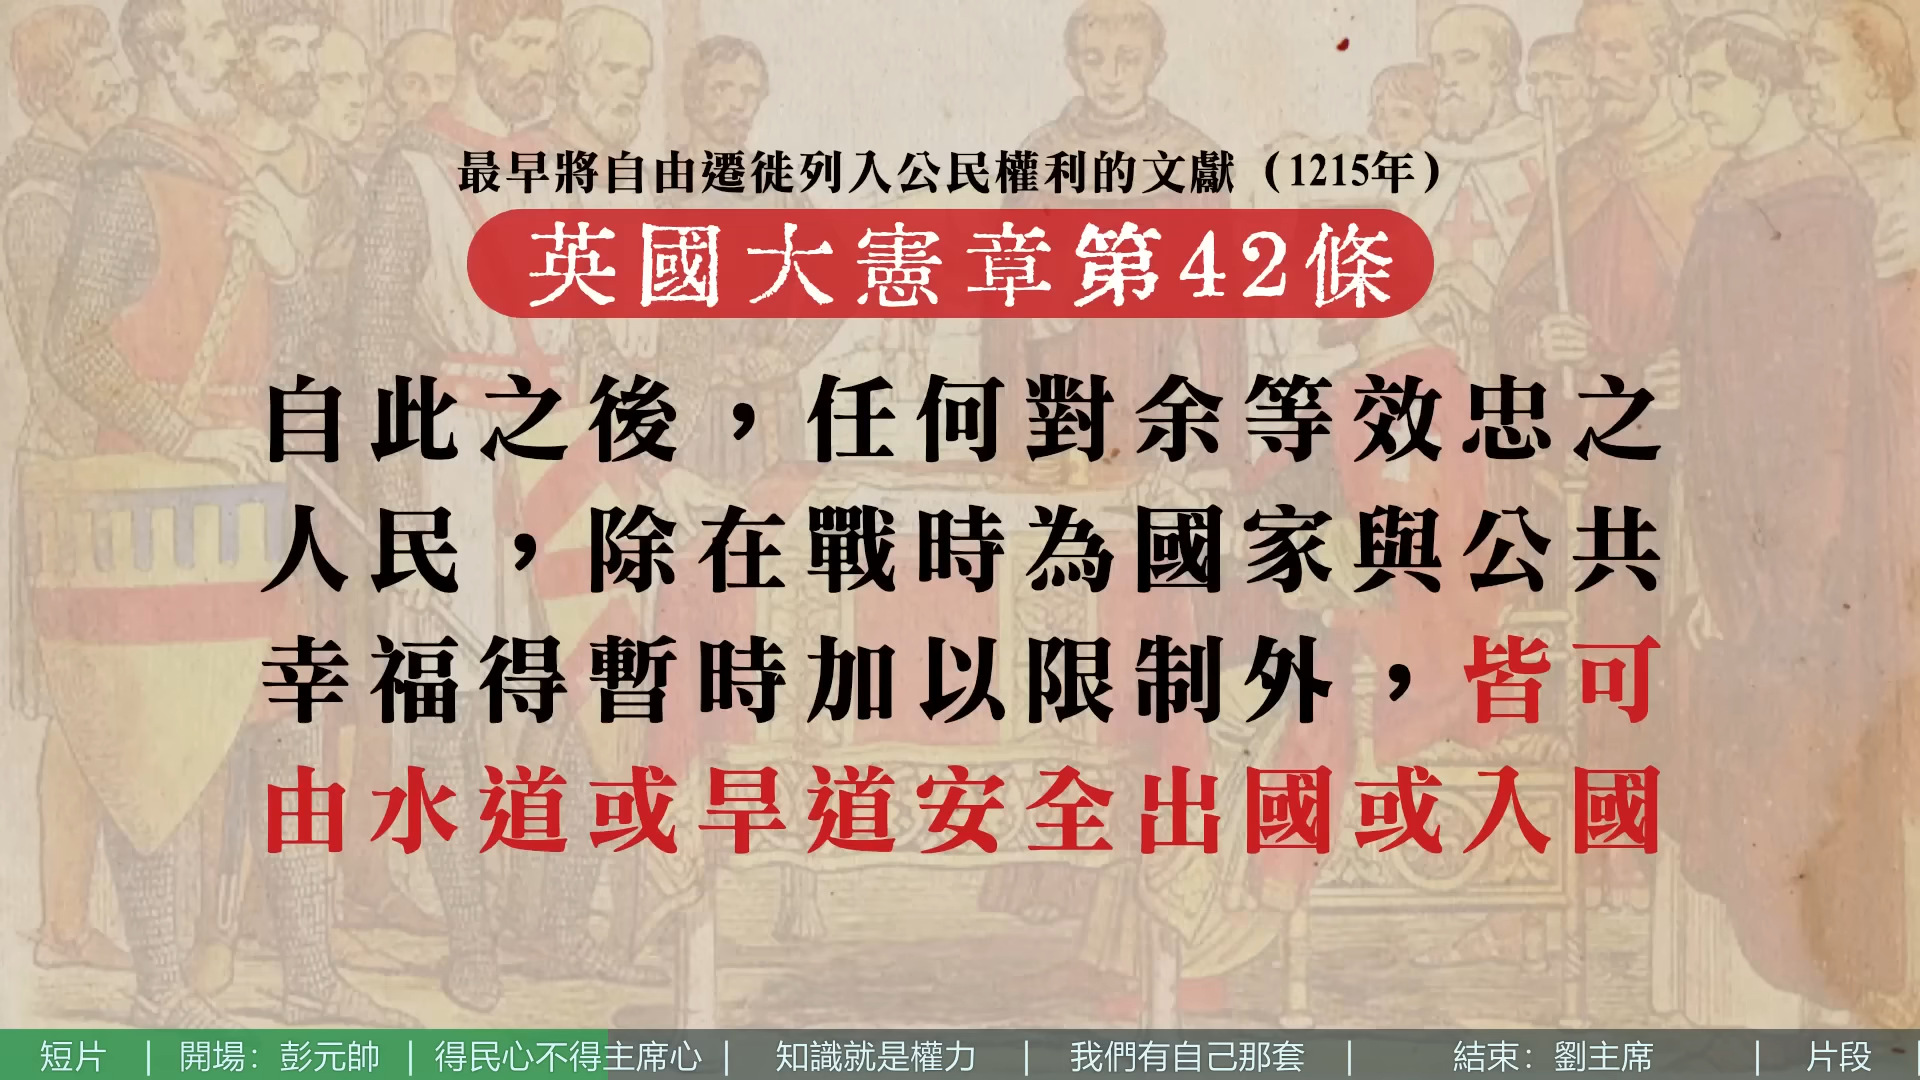 最早將自由遷徙列入公民權利的文獻（1215年）
英國大憲章第42條
自此之後，任何對余等效忠之
人民，除在戰時為國家與公共
幸福得暫時加以限制外，皆可
由水道或旱道安全出國或入國
短片 | 開場：彭元帥 | 得民心不得主席心 | 知識就是權力 | 我們有自己那套 | 結束：劉主席 | 片段